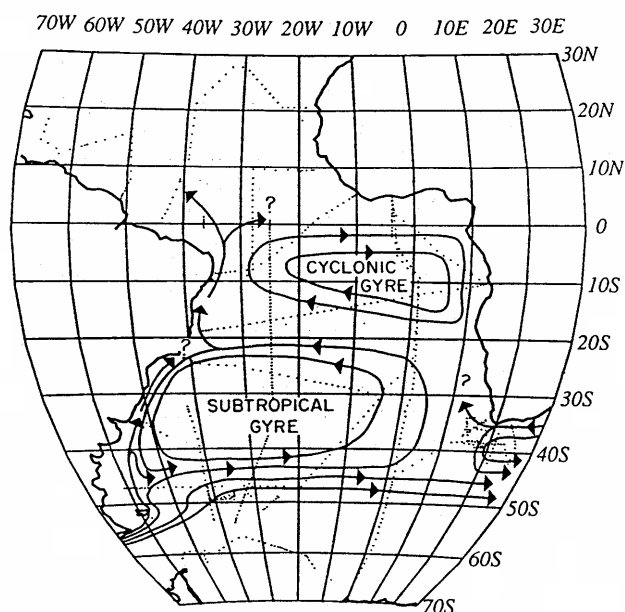 70W 60W 50W 40W 30W 20W 10W 0 10E 20E 30E
30N
20N
10N
?
0
CYCLONIC
GYRE
10S
20S
?
?
30S
SUBTROPICAL
GYRE
40S
50S
60S
70S